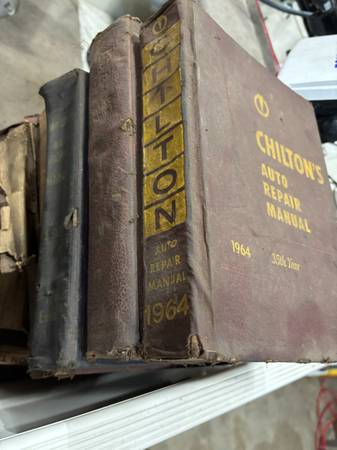 CHILTON
AUTO
REPAIR
MANUAL
1964
CHILTON'S
AUTO
REPAIR
MANUAL
1964 35th Year